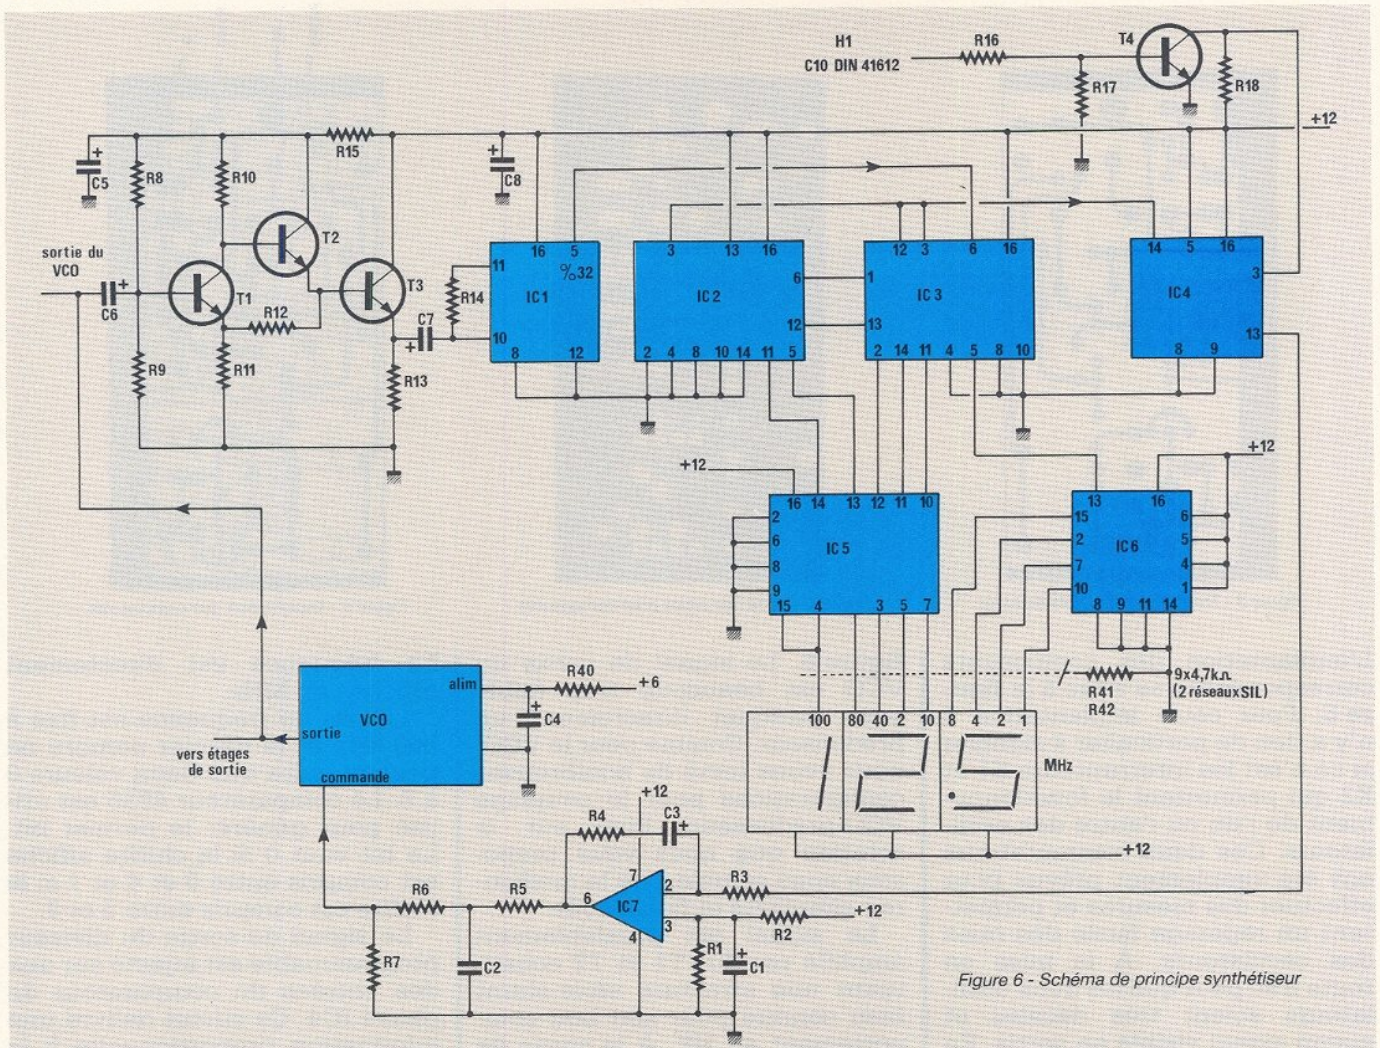 H1
C10 DIN 41612
R16
R17
T4
R18
+12
C5
R8
R10
R15
C8
sortie du
VCO
C6
T1
T2
T3
R12
R9
R11
R13
C7
R14
16 5
11
%32
IC1
10
8 12
3 13 16
6
IC2
12
2 4 8 10 14 11 5
12 3 6 16
1
IC3
13
2 14 11 4 5 8 10
14 5 16
3
IC4
13
8 9
+12
16 14 13 12 11 10
2
6
8
9
IC5
15 4 3 5 7
+12
13 16
15
2
7
10
IC6
6
5
4
1
8 9 11 14
R41
R42
9x4,7kΩ
(2 réseaux SIL)
100 80 40 2 10 8 4 2 1
12.5
MHz
+12
alim
VCO
sortie
commande
R40
+6
C4
vers étages
de sortie
+12
R4
C3
7
2
6
IC7
3
4
R3
R6
R5
+12
R2
R7
C2
R1
C1
Figure 6 - Schéma de principe synthétiseur